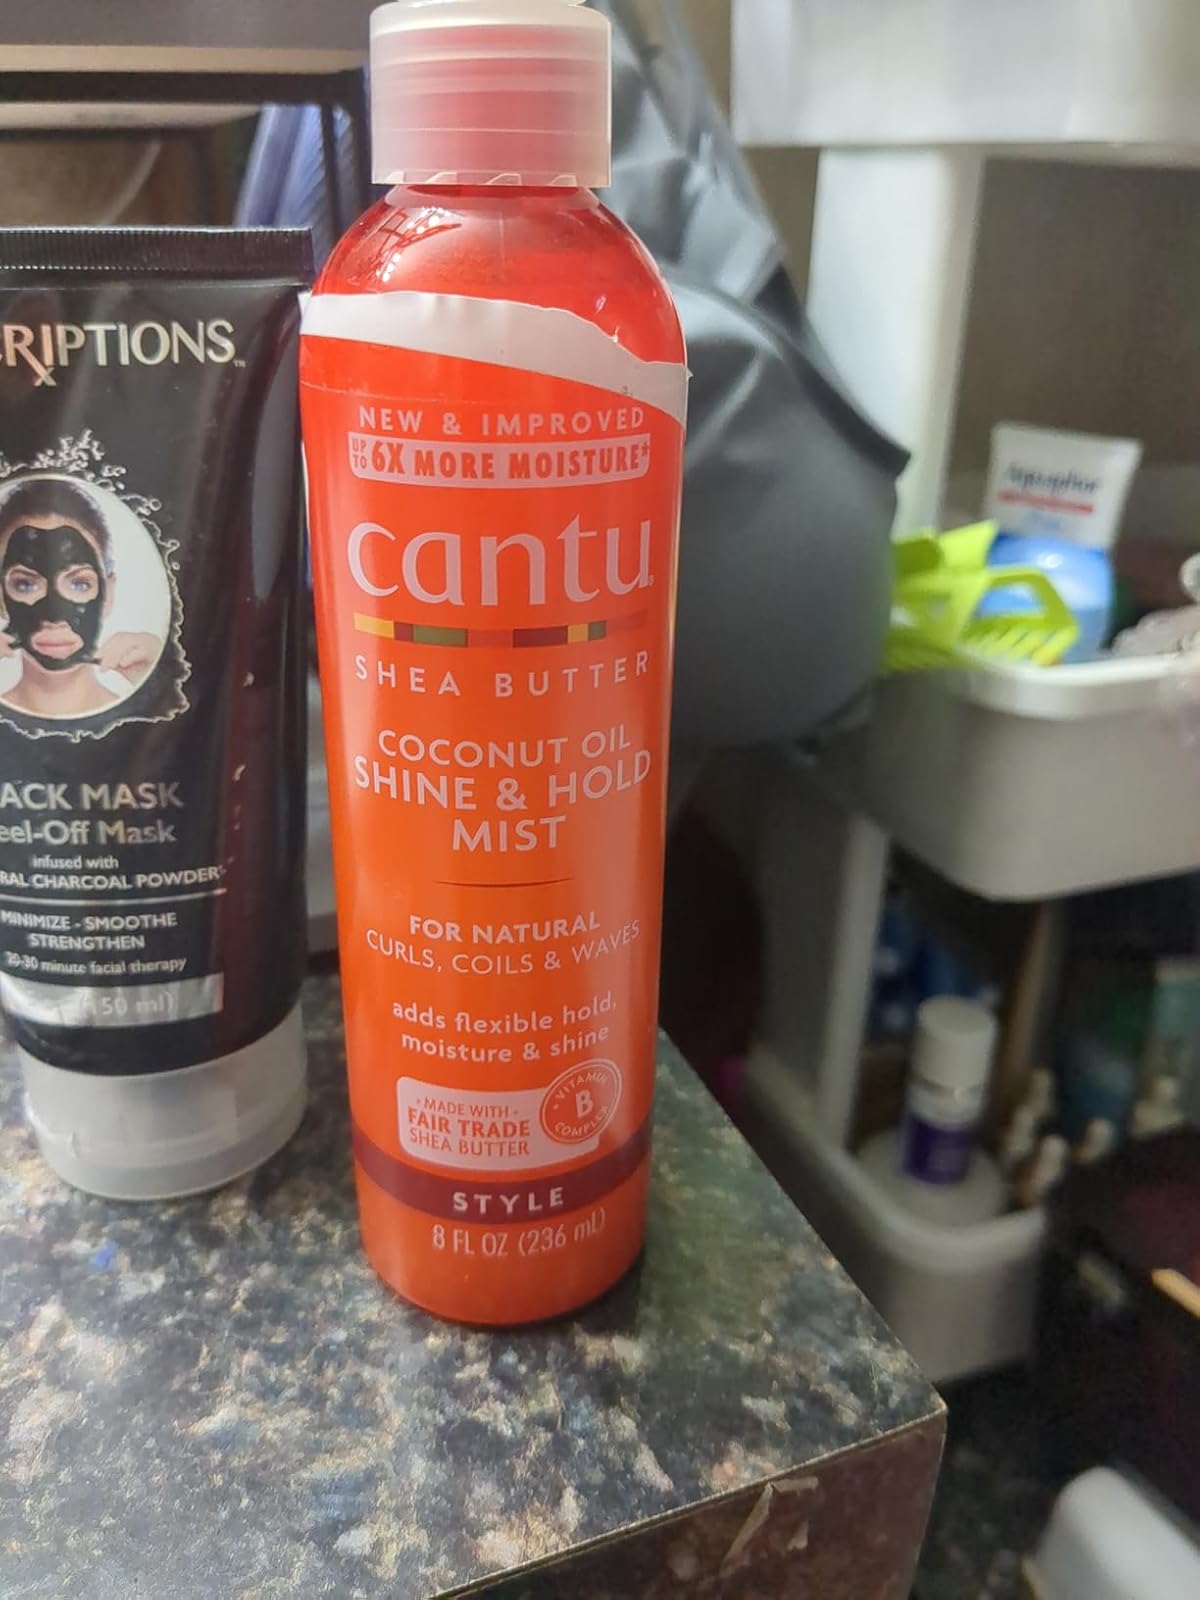 NEW & IMPROVED
UP TO 6X MORE MOISTURE*
cantu®
SHEA BUTTER
COCONUT OIL
SHINE & HOLD
MIST
FOR NATURAL
CURLS, COILS & WAVES
adds flexible hold,
moisture & shine
• MADE WITH •
FAIR TRADE
SHEA BUTTER
• VITAMIN •
B
COMPLEX
STYLE
8 FL OZ (236 mL)
RIPTIONS™
ACK MASK
eel-Off Mask
infused with
RAL CHARCOAL POWDER
MINIMIZE - SMOOTHE
STRENGTHEN
20-30 minute facial therapy
(150 ml)
Aquaphor